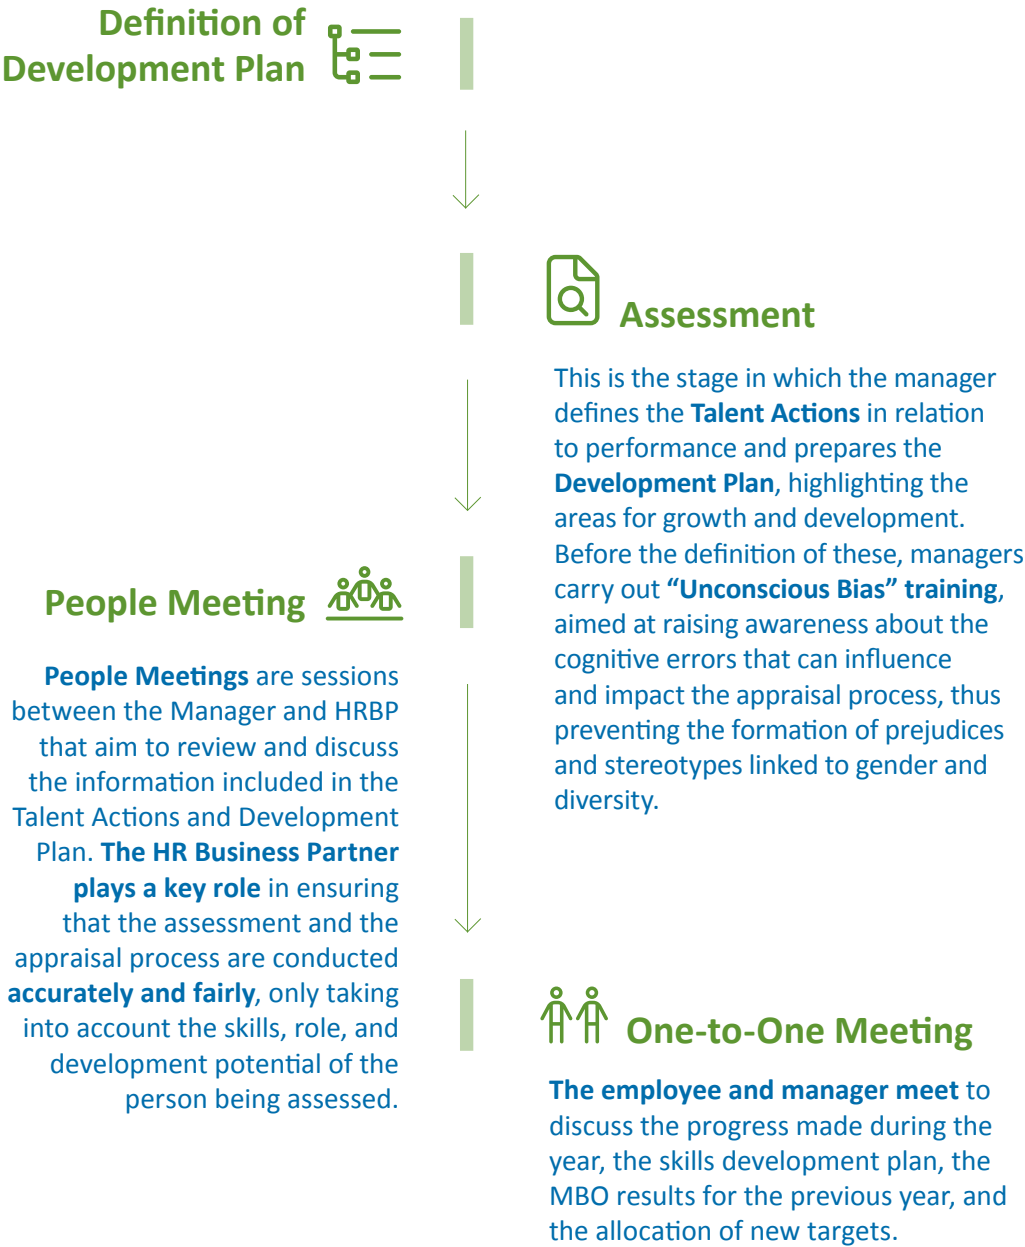 Definition of
Development Plan
Assessment
This is the stage in which the manager
defines the Talent Actions in relation
to performance and prepares the
Development Plan, highlighting the
areas for growth and development.
Before the definition of these, managers
carry out “Unconscious Bias” training,
aimed at raising awareness about the
cognitive errors that can influence
and impact the appraisal process, thus
preventing the formation of prejudices
and stereotypes linked to gender and
diversity.
People Meeting
People Meetings are sessions
between the Manager and HRBP
that aim to review and discuss
the information included in the
Talent Actions and Development
Plan. The HR Business Partner
plays a key role in ensuring
that the assessment and the
appraisal process are conducted
accurately and fairly, only taking
into account the skills, role, and
development potential of the
person being assessed.
One-to-One Meeting
The employee and manager meet to
discuss the progress made during the
year, the skills development plan, the
MBO results for the previous year, and
the allocation of new targets.